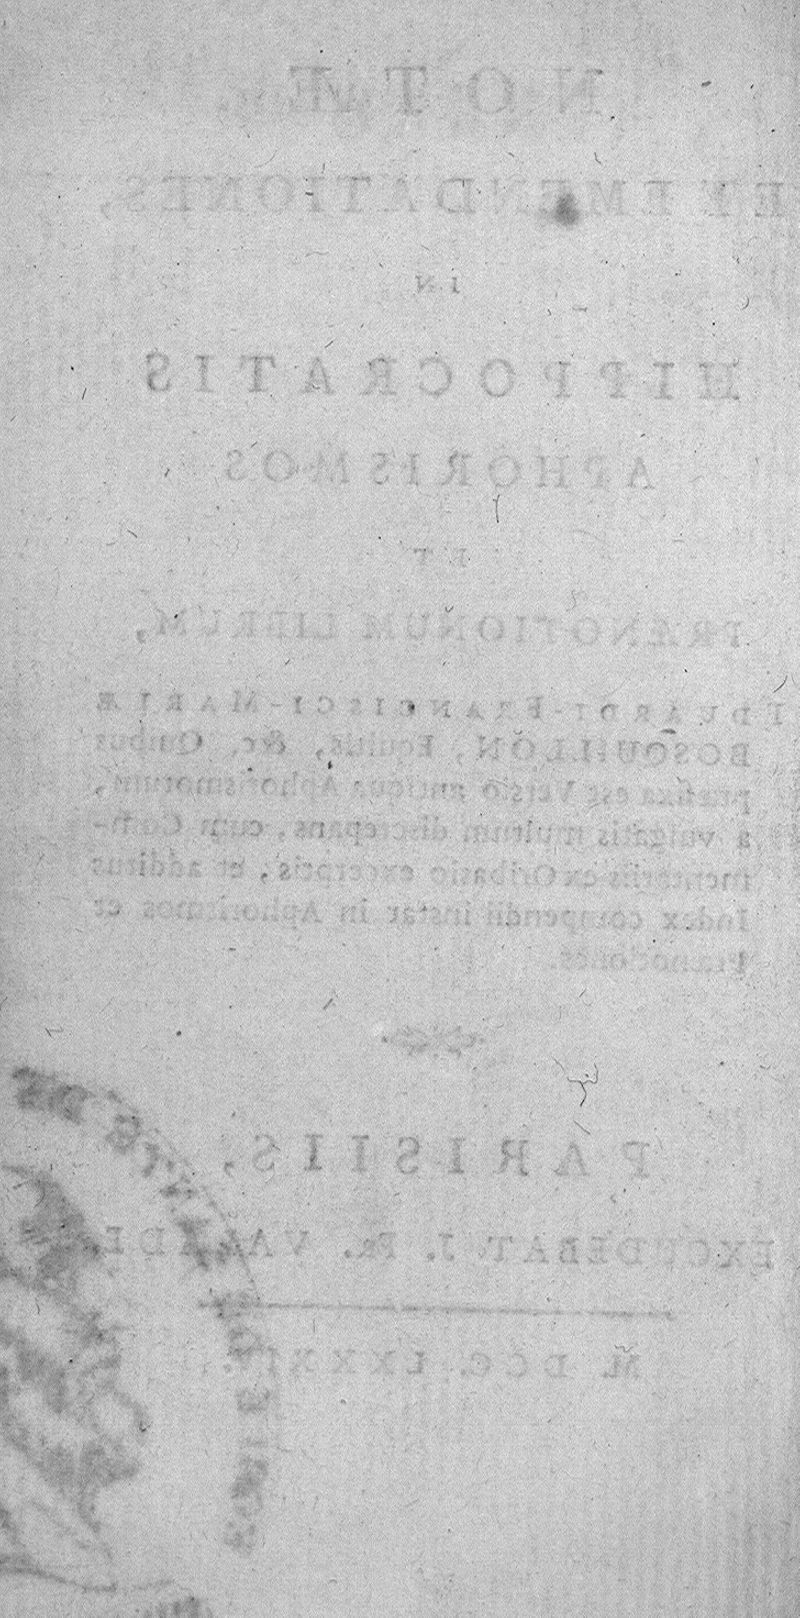 NOTÆ
ET EMENDATIONES,
IN
HIPPOCRATIS
APHORISMOS
ET
PRÆNOTIONUM LIBRUM,
EDUARDI-FRANCISCI-MARIÆ
BOSQUILLON, Equitis, &c. Quibus
præfixa est Versio antiqua Aphorismorum,
a vulgatis multum discrepans, cum Com-
mentariis ex Oribasio excerptis, et additus
Index compendii instar in Aphorismos et
Prænotiones.
PARISIIS,
EXCUDEBAT J. FR. VALADE.
M. DCC. LXXXIV.